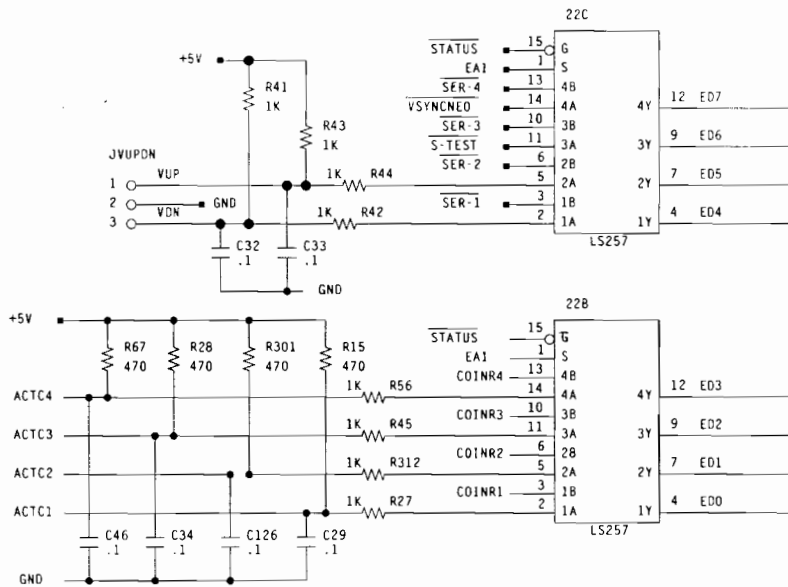 22C
STATUS 15 G
EA1 1 S
+5V
SER-4 13 4B
R41 1K
VSYNCNEO 14 4A 4Y 12 ED7
SER-3 10 3B
R43 1K
S-TEST 11 3A 3Y 9 ED6
JVUPDN
SER-2 6 2B
1 VUP 1K R44 5 2A 2Y 7 ED5
2 GND
SER-1 3 1B
3 VDN 1K R42 2 1A 1Y 4 ED4
LS257
C32 .1
C33 .1
GND
22B
+5V
STATUS 15 G
R67 470
R28 470
R301 470
R15 470
EA1 1 S
COINR4 13 4B
ACTC4 1K R56 14 4A 4Y 12 ED3
COINR3 10 3B
ACTC3 1K R45 11 3A 3Y 9 ED2
COINR2 6 2B
ACTC2 1K R312 5 2A 2Y 7 ED1
COINR1 3 1B
ACTC1 1K R27 2 1A 1Y 4 ED0
LS257
C46 .1
C34 .1
C126 .1
C29 .1
GND